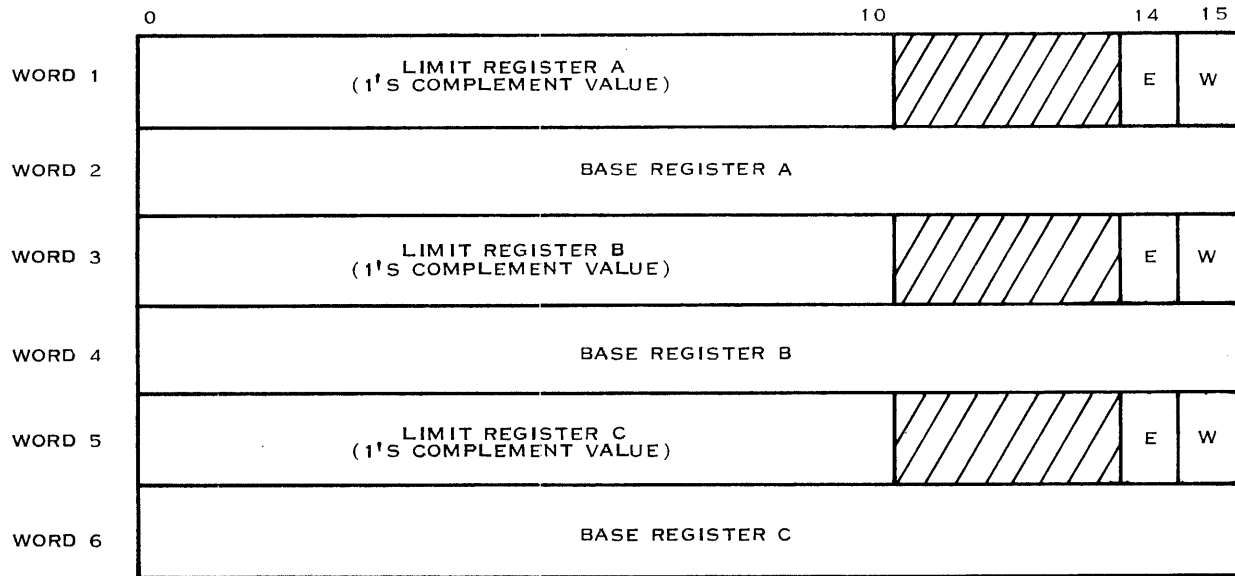 0 10 14 15
WORD 1 LIMIT REGISTER A E W
(1'S COMPLEMENT VALUE)
WORD 2 BASE REGISTER A
WORD 3 LIMIT REGISTER B E W
(1'S COMPLEMENT VALUE)
WORD 4 BASE REGISTER B
WORD 5 LIMIT REGISTER C E W
(1'S COMPLEMENT VALUE)
WORD 6 BASE REGISTER C